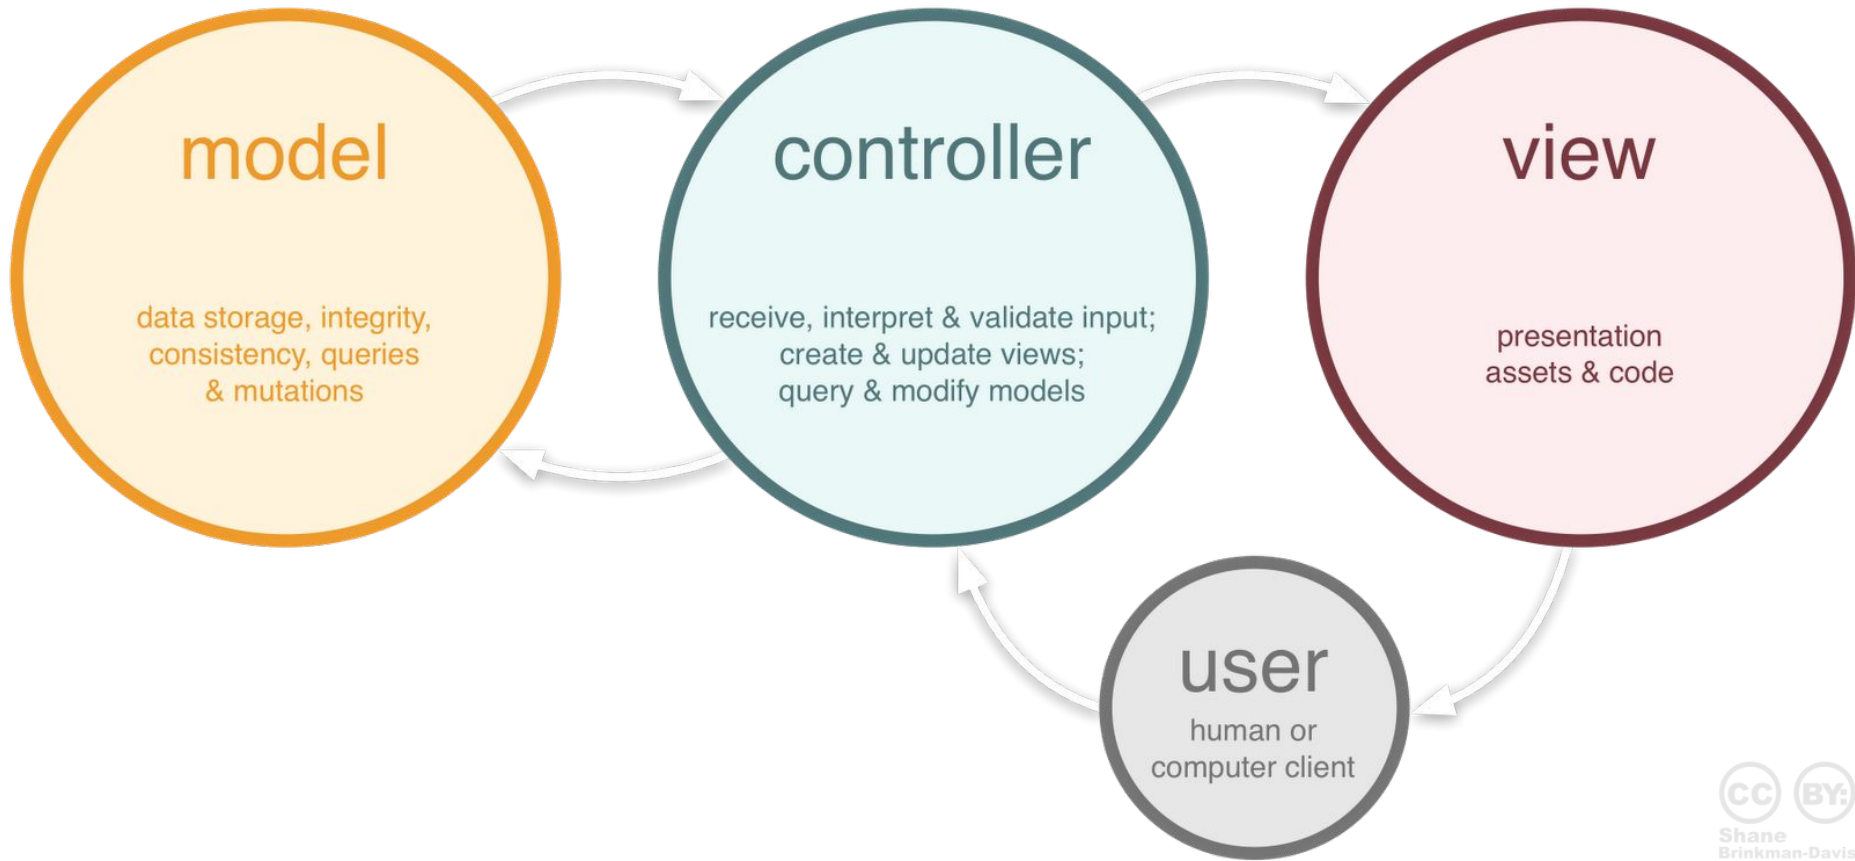 model
data storage, integrity,
consistency, queries
& mutations
controller
receive, interpret & validate input;
create & update views;
query & modify models
view
presentation
assets & code
user
human or
computer client
CC BY:
Shane
Brinkman-Davis